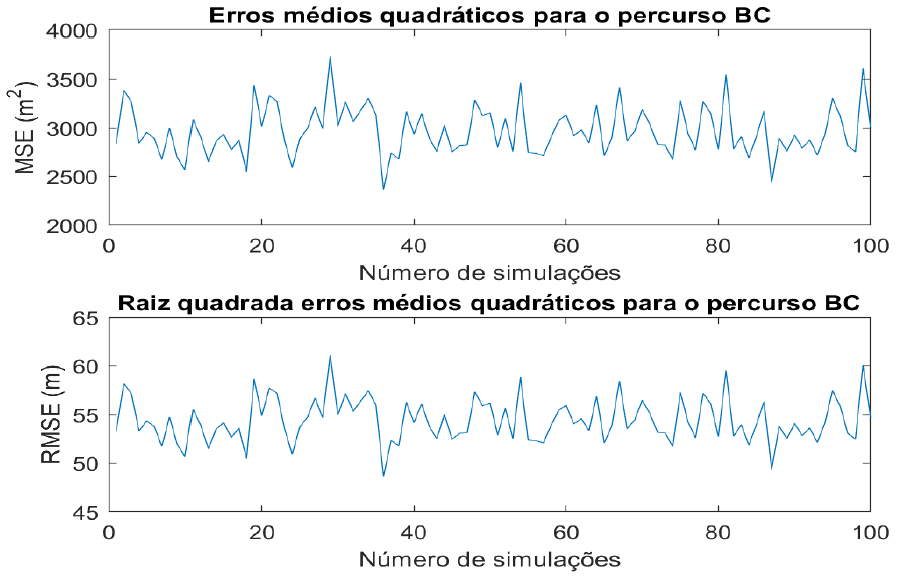 Erros médios quadráticos para o percurso BC
4000
3500
3000
2500
2000
MSE (m²)
0 20 40 60 80 100
Número de simulações
Raiz quadrada erros médios quadráticos para o percurso BC
65
60
55
50
45
RMSE (m)
0 20 40 60 80 100
Número de simulações